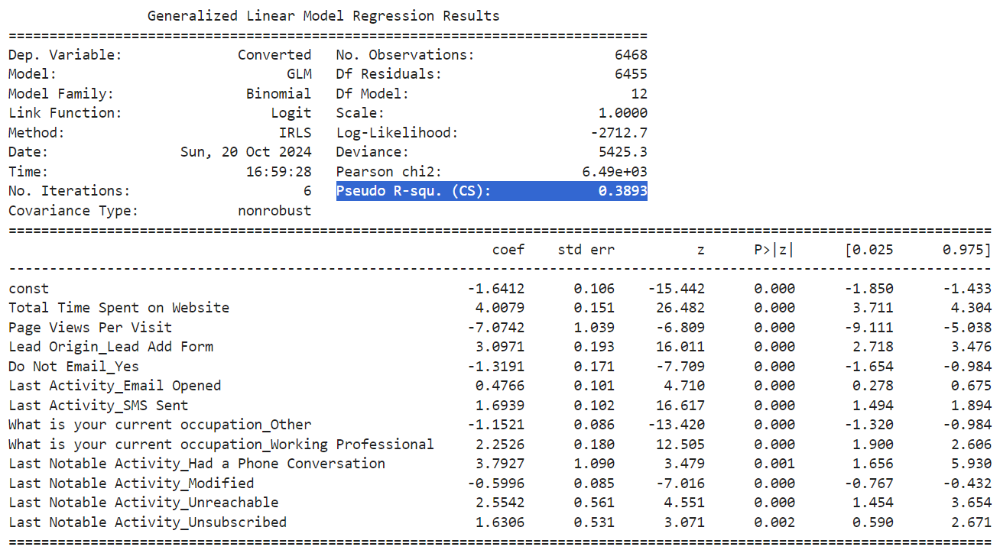 Generalized Linear Model Regression Results
==============================================================================
Dep. Variable: Converted No. Observations: 6468
Model: GLM Df Residuals: 6455
Model Family: Binomial Df Model: 12
Link Function: Logit Scale: 1.0000
Method: IRLS Log-Likelihood: -2712.7
Date: Sun, 20 Oct 2024 Deviance: 5425.3
Time: 16:59:28 Pearson chi2: 6.49e+03
No. Iterations: 6 Pseudo R-squ. (CS): 0.3893
Covariance Type: nonrobust
========================================================================================================================
coef std err z P>|z| [0.025 0.975]
------------------------------------------------------------------------------------------------------------------------
const -1.6412 0.106 -15.442 0.000 -1.850 -1.433
Total Time Spent on Website 4.0079 0.151 26.482 0.000 3.711 4.304
Page Views Per Visit -7.0742 1.039 -6.809 0.000 -9.111 -5.038
Lead Origin_Lead Add Form 3.0971 0.193 16.011 0.000 2.718 3.476
Do Not Email_Yes -1.3191 0.171 -7.709 0.000 -1.654 -0.984
Last Activity_Email Opened 0.4766 0.101 4.710 0.000 0.278 0.675
Last Activity_SMS Sent 1.6939 0.102 16.617 0.000 1.494 1.894
What is your current occupation_Other -1.1521 0.086 -13.420 0.000 -1.320 -0.984
What is your current occupation_Working Professional 2.2526 0.180 12.505 0.000 1.900 2.606
Last Notable Activity_Had a Phone Conversation 3.7927 1.090 3.479 0.001 1.656 5.930
Last Notable Activity_Modified -0.5996 0.085 -7.016 0.000 -0.767 -0.432
Last Notable Activity_Unreachable 2.5542 0.561 4.551 0.000 1.454 3.654
Last Notable Activity_Unsubscribed 1.6306 0.531 3.071 0.002 0.590 2.671
========================================================================================================================